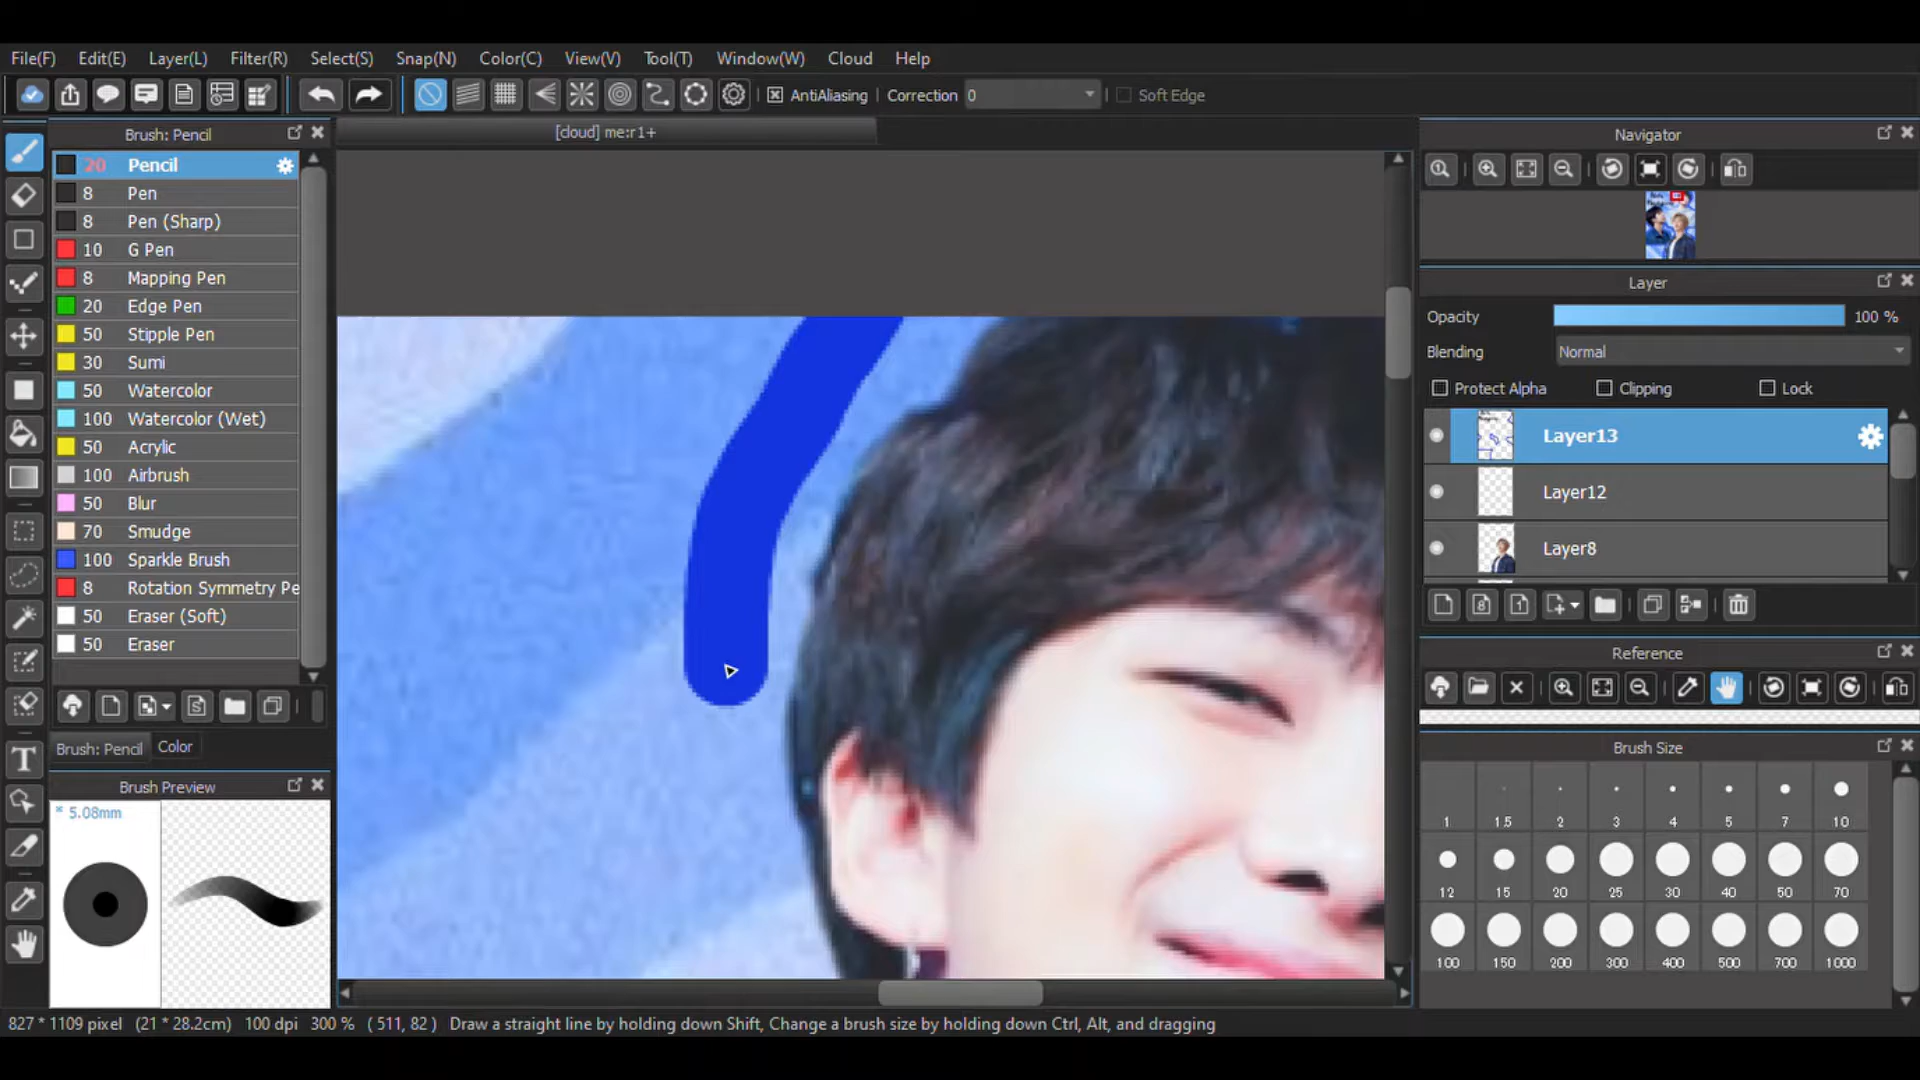 File(F) Edit(E) Layer(L) Filter(R) Select(S) Snap(N) Color(C) View(V) Tool(T) Window(W) Cloud Help
AntiAliasing Correction 0 Soft Edge
Brush: Pencil
[cloud] me:r1+
Navigator
20 Pencil
8 Pen
8 Pen (Sharp)
10 G Pen
8 Mapping Pen
20 Edge Pen
50 Stipple Pen
30 Sumi
50 Watercolor
100 Watercolor (Wet)
50 Acrylic
100 Airbrush
50 Blur
70 Smudge
100 Sparkle Brush
8 Rotation Symmetry Pe
50 Eraser (Soft)
50 Eraser
Brush: Pencil Color
Brush Preview
* 5.08mm
Layer
Opacity 100 %
Blending Normal
Protect Alpha Clipping Lock
Layer13
Layer12
Layer8
8 1
Reference
Brush Size
1 1.5 2 3 4 5 7 10
12 15 20 25 30 40 50 70
100 150 200 300 400 500 700 1000
827 * 1109 pixel (21 * 28.2cm) 100 dpi 300 % ( 511, 82 ) Draw a straight line by holding down Shift, Change a brush size by holding down Ctrl, Alt, and dragging